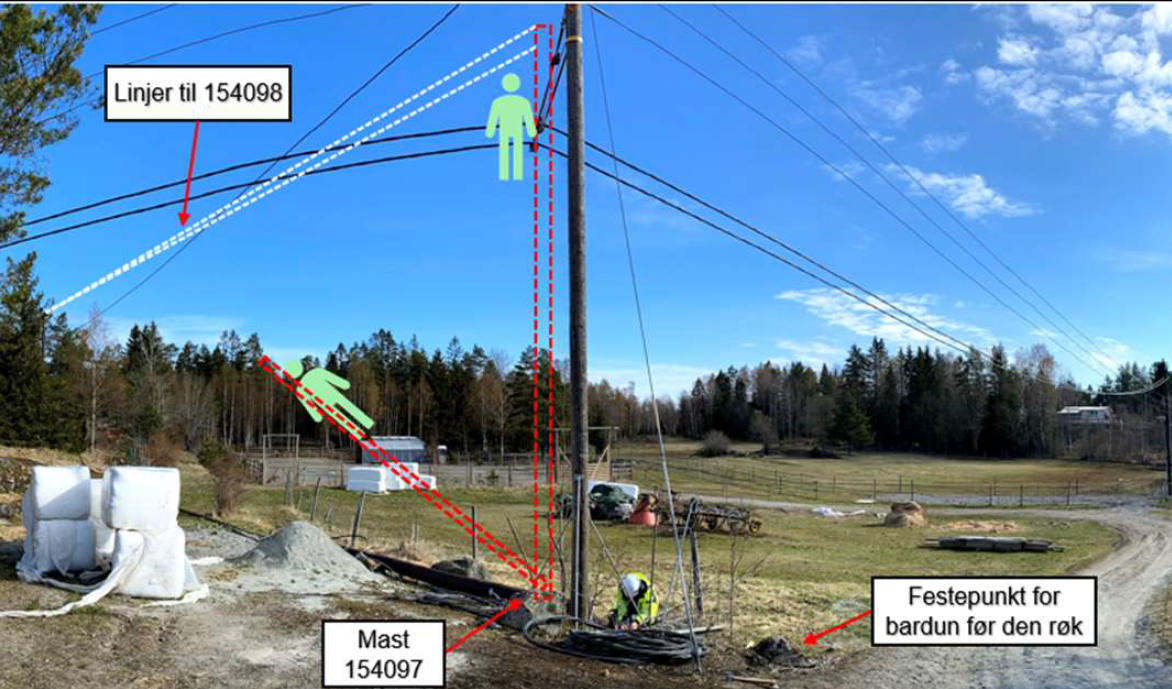 Linjer til 154098
Mast
154097
Festepunkt for
bardun før den røk